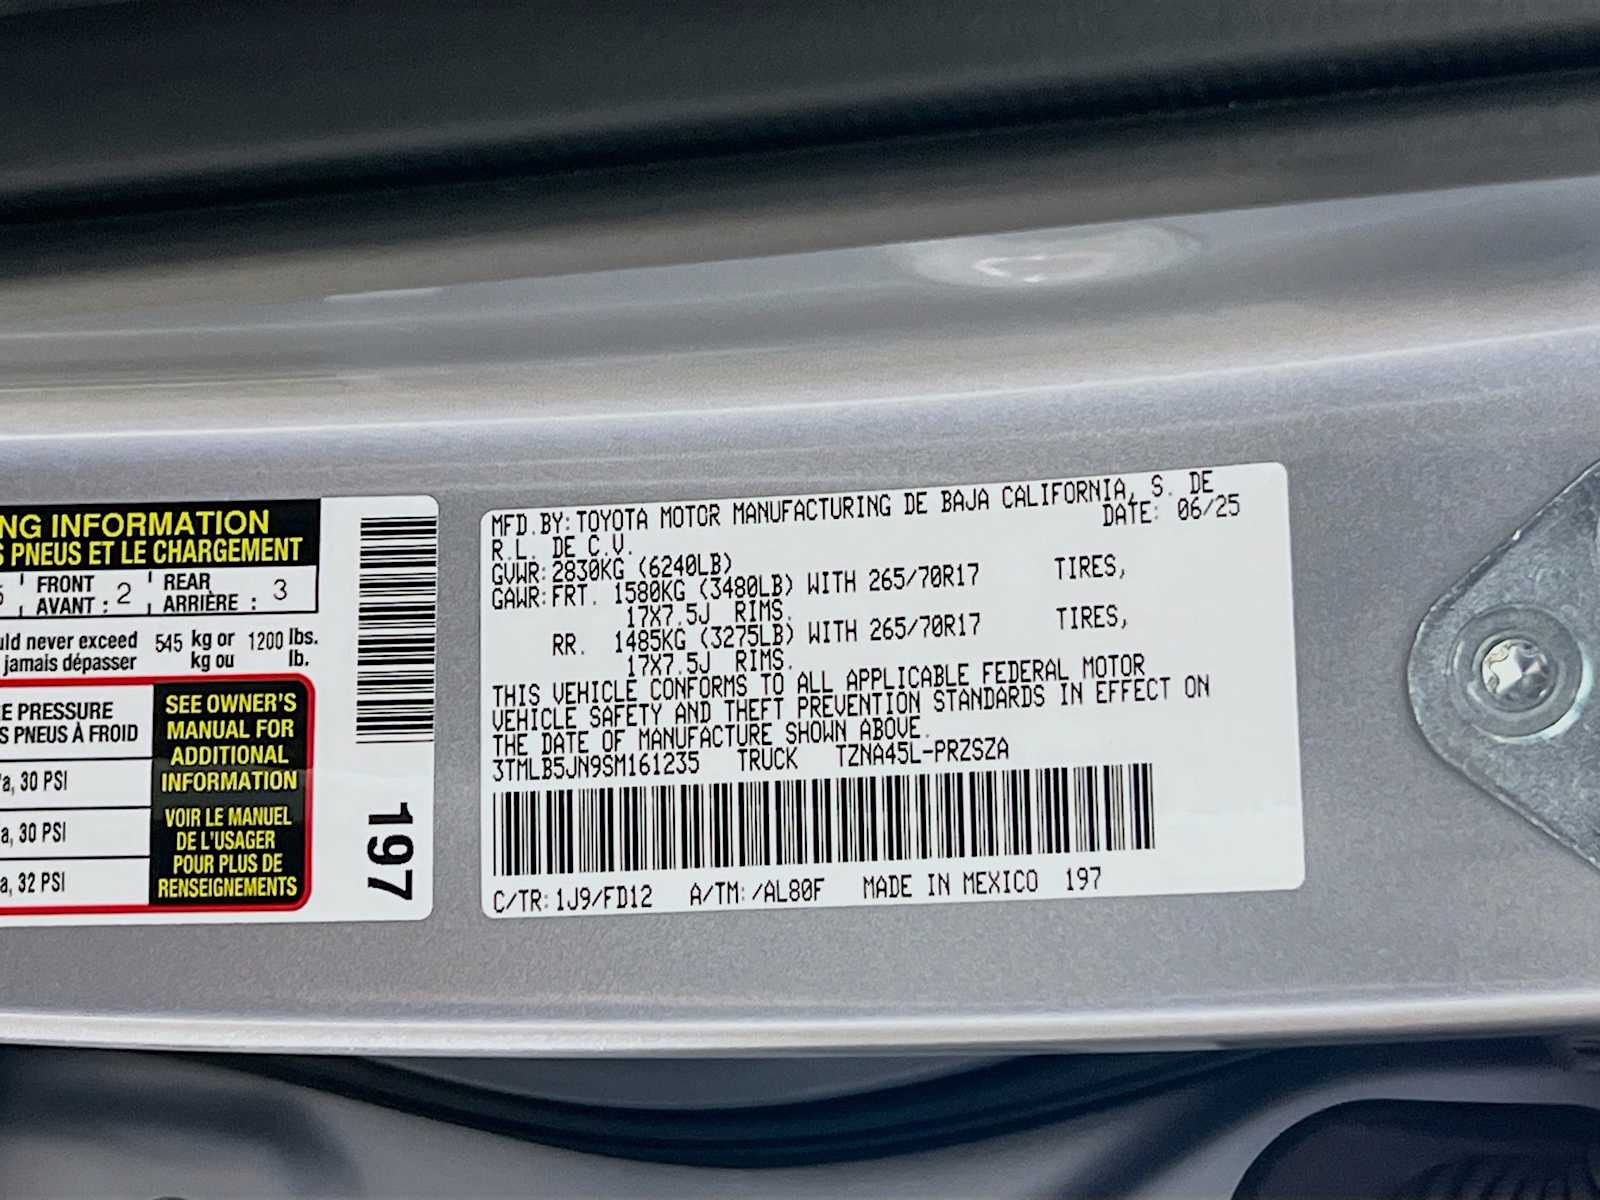 NG INFORMATION
S PNEUS ET LE CHARGEMENT
5 FRONT 2 REAR 3
AVANT : ARRIÈRE :
uld never exceed 545 kg or 1200 lbs.
jamais dépasser kg ou lb.
E PRESSURE
S PNEUS À FROID
a, 30 PSI
a, 30 PSI
a, 32 PSI
SEE OWNER'S
MANUAL FOR
ADDITIONAL
INFORMATION
VOIR LE MANUEL
DE L'USAGER
POUR PLUS DE
RENSEIGNEMENTS
197
MFD.BY:TOYOTA MOTOR MANUFACTURING DE BAJA CALIFORNIA, S. DE
R.L. DE C.V. DATE: 06/25
GVWR:2830KG (6240LB)
GAWR:FRT. 1580KG (3480LB) WITH 265/70R17 TIRES,
17X7.5J RIMS.
RR. 1485KG (3275LB) WITH 265/70R17 TIRES,
17X7.5J RIMS.
THIS VEHICLE CONFORMS TO ALL APPLICABLE FEDERAL MOTOR
VEHICLE SAFETY AND THEFT PREVENTION STANDARDS IN EFFECT ON
THE DATE OF MANUFACTURE SHOWN ABOVE.
3TMLB5JN9SM161235 TRUCK TZNA45L-PRZSZA
C/TR:1J9/FD12 A/TM:/AL80F MADE IN MEXICO 197